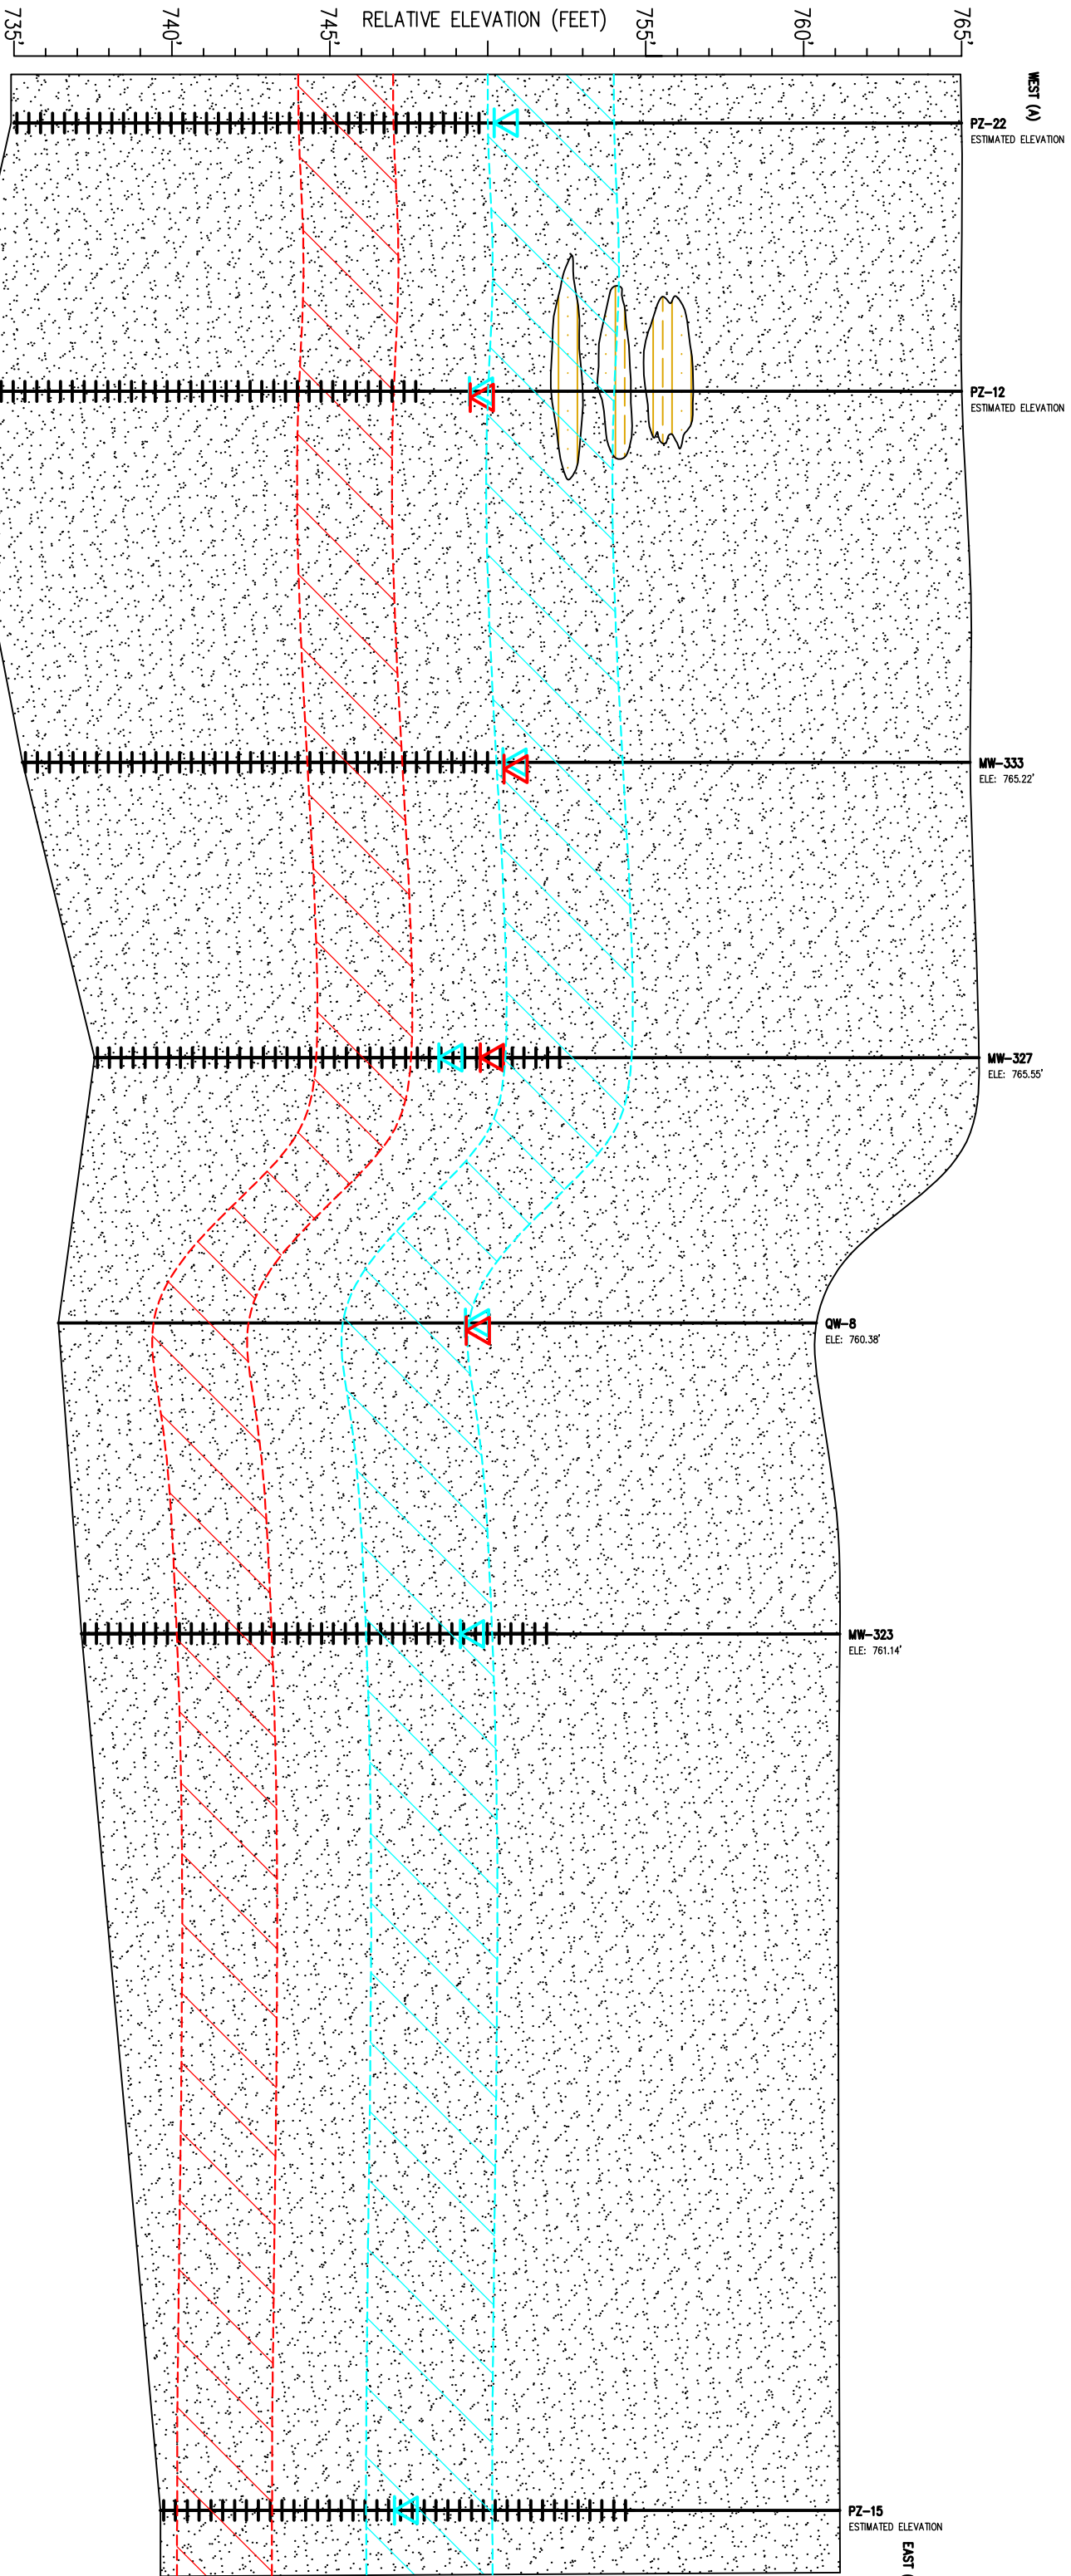 WEST (A)
PZ-22
ESTIMATED ELEVATION
PZ-12
ESTIMATED ELEVATION
MW-333
ELE: 765.22'
MW-327
ELE: 765.55'
QW-8
ELE: 760.38'
MW-323
ELE: 761.14'
PZ-15
ESTIMATED ELEVATION
EAST (
765'
760'
755'
RELATIVE ELEVATION (FEET)
745'
740'
735'